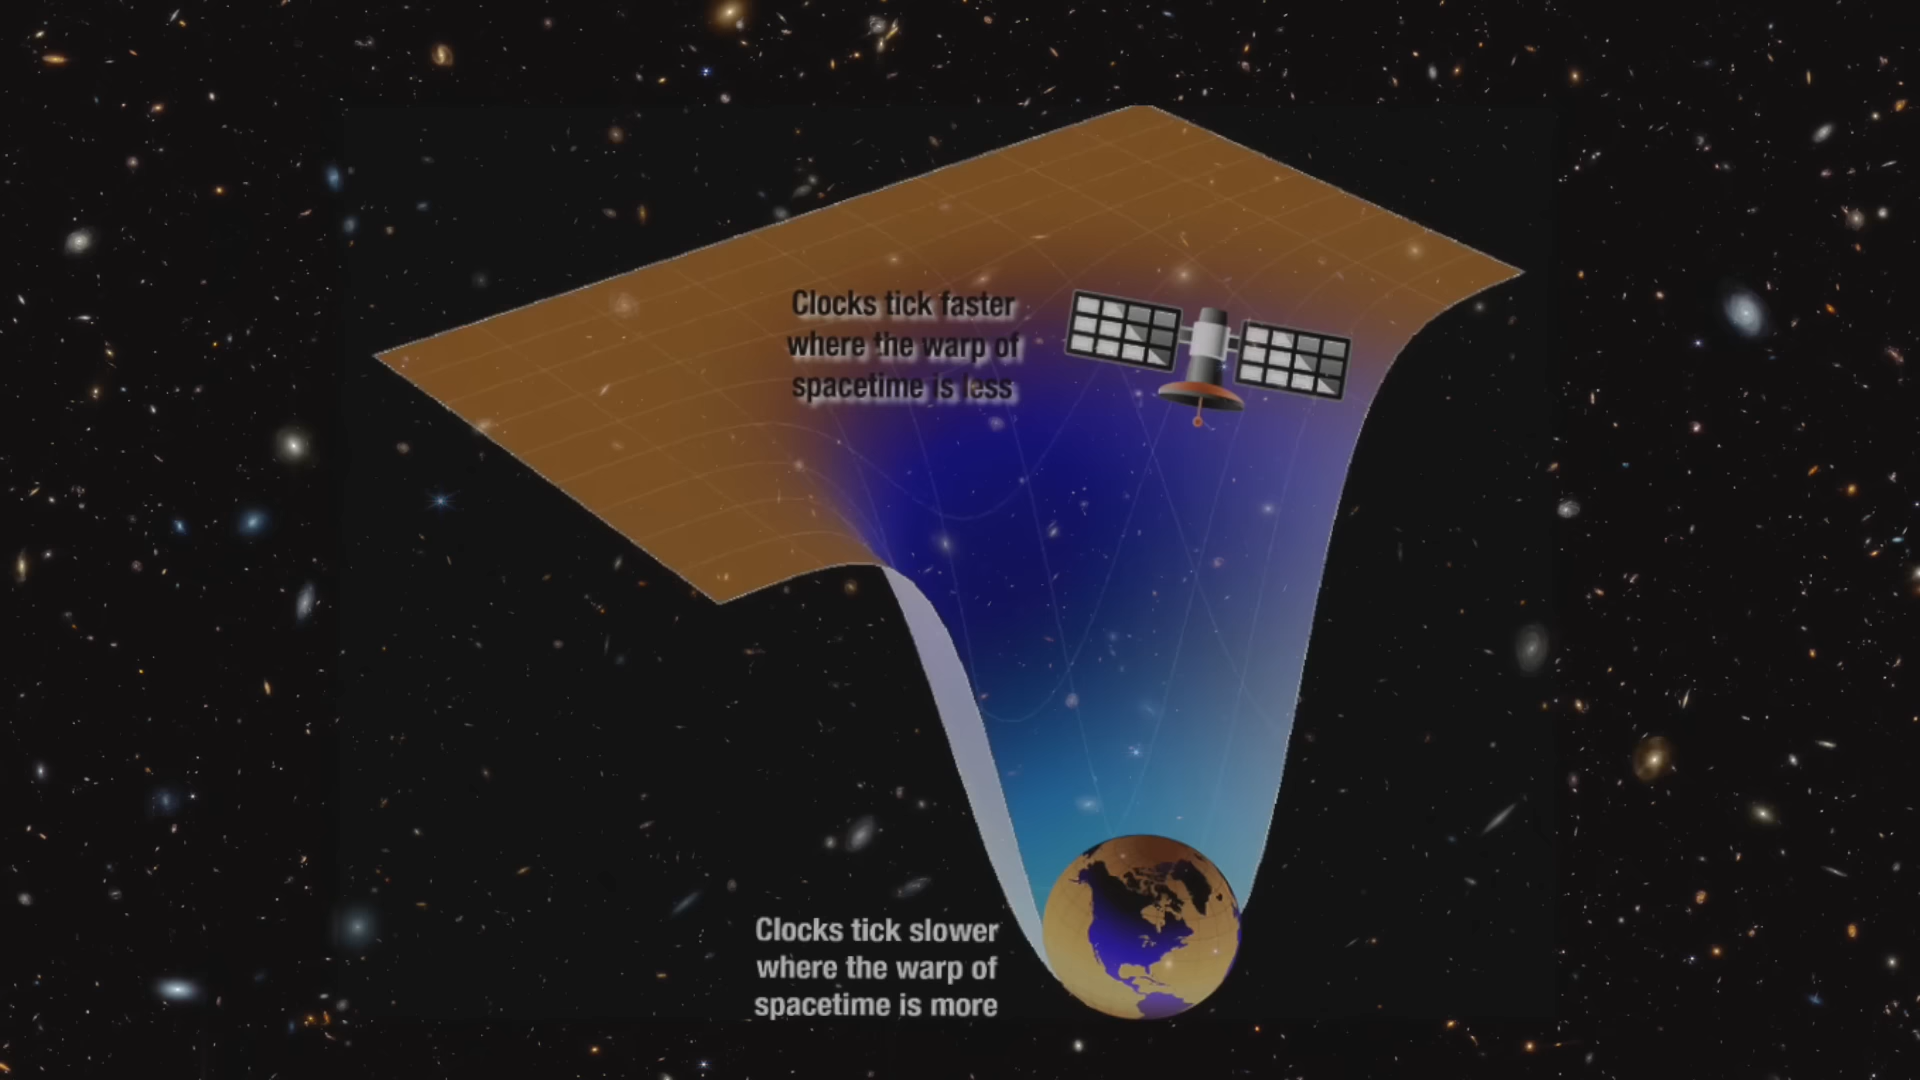 Clocks tick faster
where the warp of
spacetime is less
Clocks tick slower
where the warp of
spacetime is more